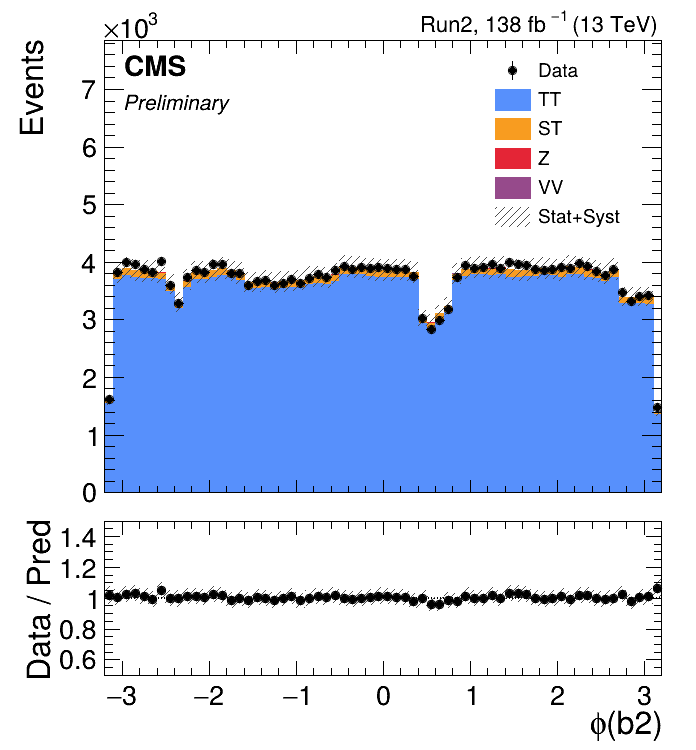 ×10³
Run2, 138 fb⁻¹ (13 TeV)
CMS
Preliminary
Events
Data
TT
ST
Z
VV
Stat+Syst
7
6
5
4
3
2
1
0
Data / Pred
1.4
1.2
1
0.8
0.6
−3 −2 −1 0 1 2 3
ϕ(b2)